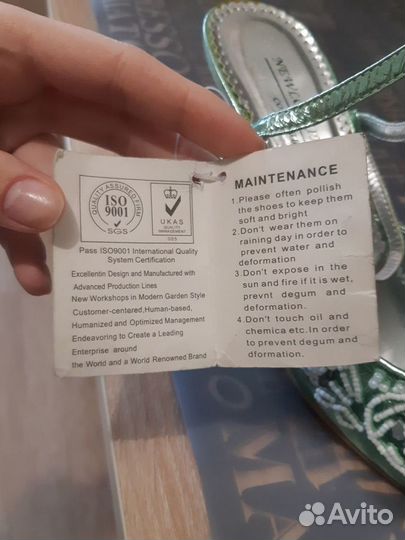 QUALITY ASSURED FIRM
ISO
9001
SGS
UKAS
QUALITY
MANAGEMENT
005
Pass ISO9001 International Quality
System Certification
Excellentin Design and Manufactured with
Advanced Production Lines
New Workshops in Modern Garden Style
Customer-centered,Human-based,
Humanized and Optimized Management
Endeavoring to Create a Leading
Enterprise around
the World and a World Renowned Brand
MAINTENANCE
1.Please often pollish
the shoes to keep them
soft and bright
2.Don't wear them on
raining day in order to
prevent water and
deformation
3.Don't expose in the
sun and fire if it is wet,
prevnt degum and
deformation.
4.Don't touch oil and
chemica etc.In order
to prevent degum and
dformation.
Avito